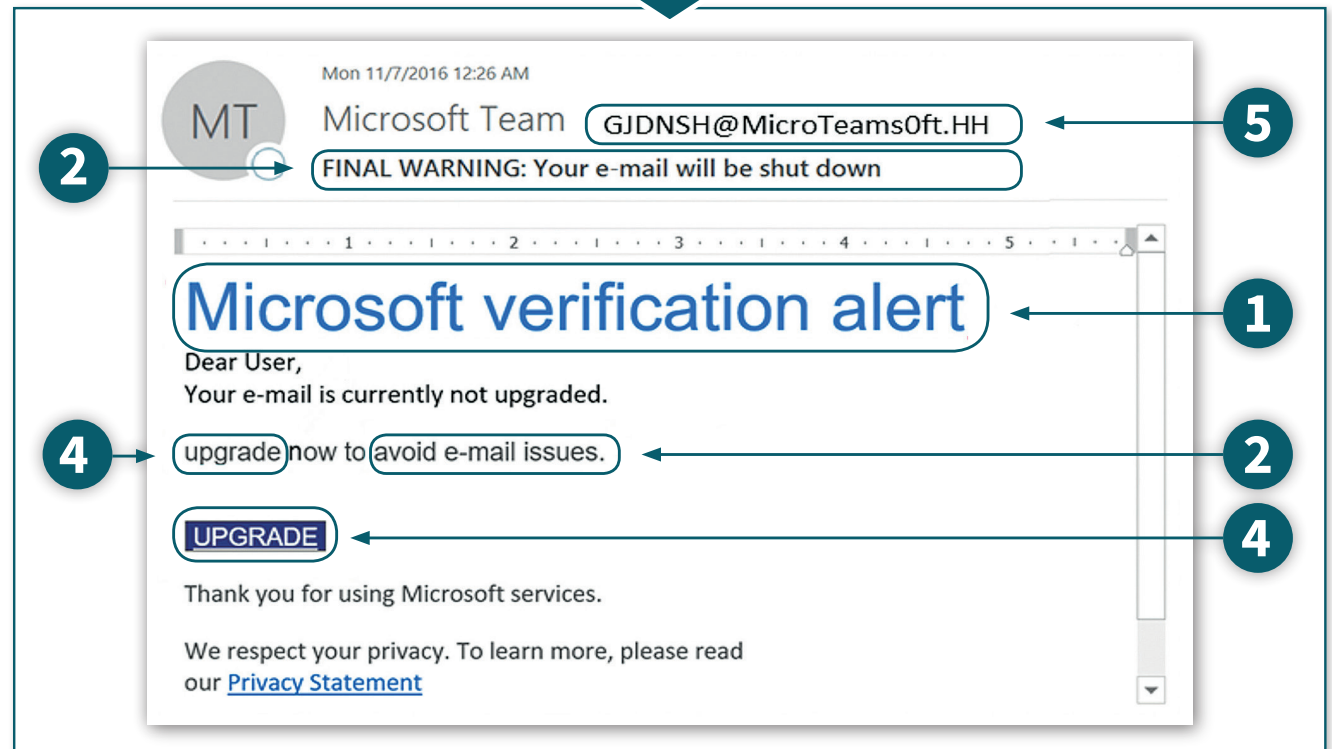 Mon 11/7/2016 12:26 AM
MT
Microsoft Team GJDNSH@MicroTeams0ft.HH
5
2
FINAL WARNING: Your e-mail will be shut down
1 2 3 4 5
Microsoft verification alert
1
Dear User,
Your e-mail is currently not upgraded.
4
upgrade now to avoid e-mail issues.
2
UPGRADE
4
Thank you for using Microsoft services.
We respect your privacy. To learn more, please read
our Privacy Statement